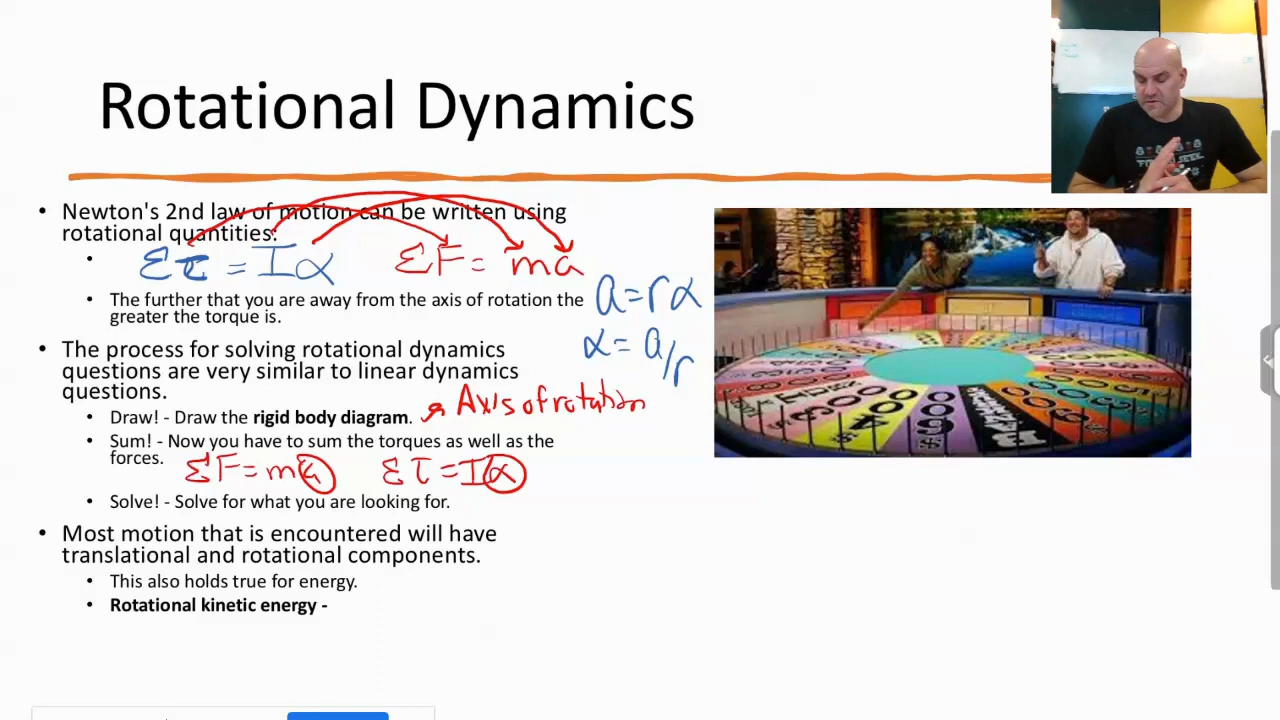 Rotational Dynamics
• Newton's 2nd law of motion can be written using
rotational quantities:
• Στ = Iα ΣF = ma
• The further that you are away from the axis of rotation the
greater the torque is.
a = rα
α = a/r
• The process for solving rotational dynamics
questions are very similar to linear dynamics
questions.
• Draw! - Draw the rigid body diagram. Axis of rotation
• Sum! - Now you have to sum the torques as well as the
forces. ΣF = ma Στ = Iα
• Solve! - Solve for what you are looking for.
• Most motion that is encountered will have
translational and rotational components.
• This also holds true for energy.
• Rotational kinetic energy -